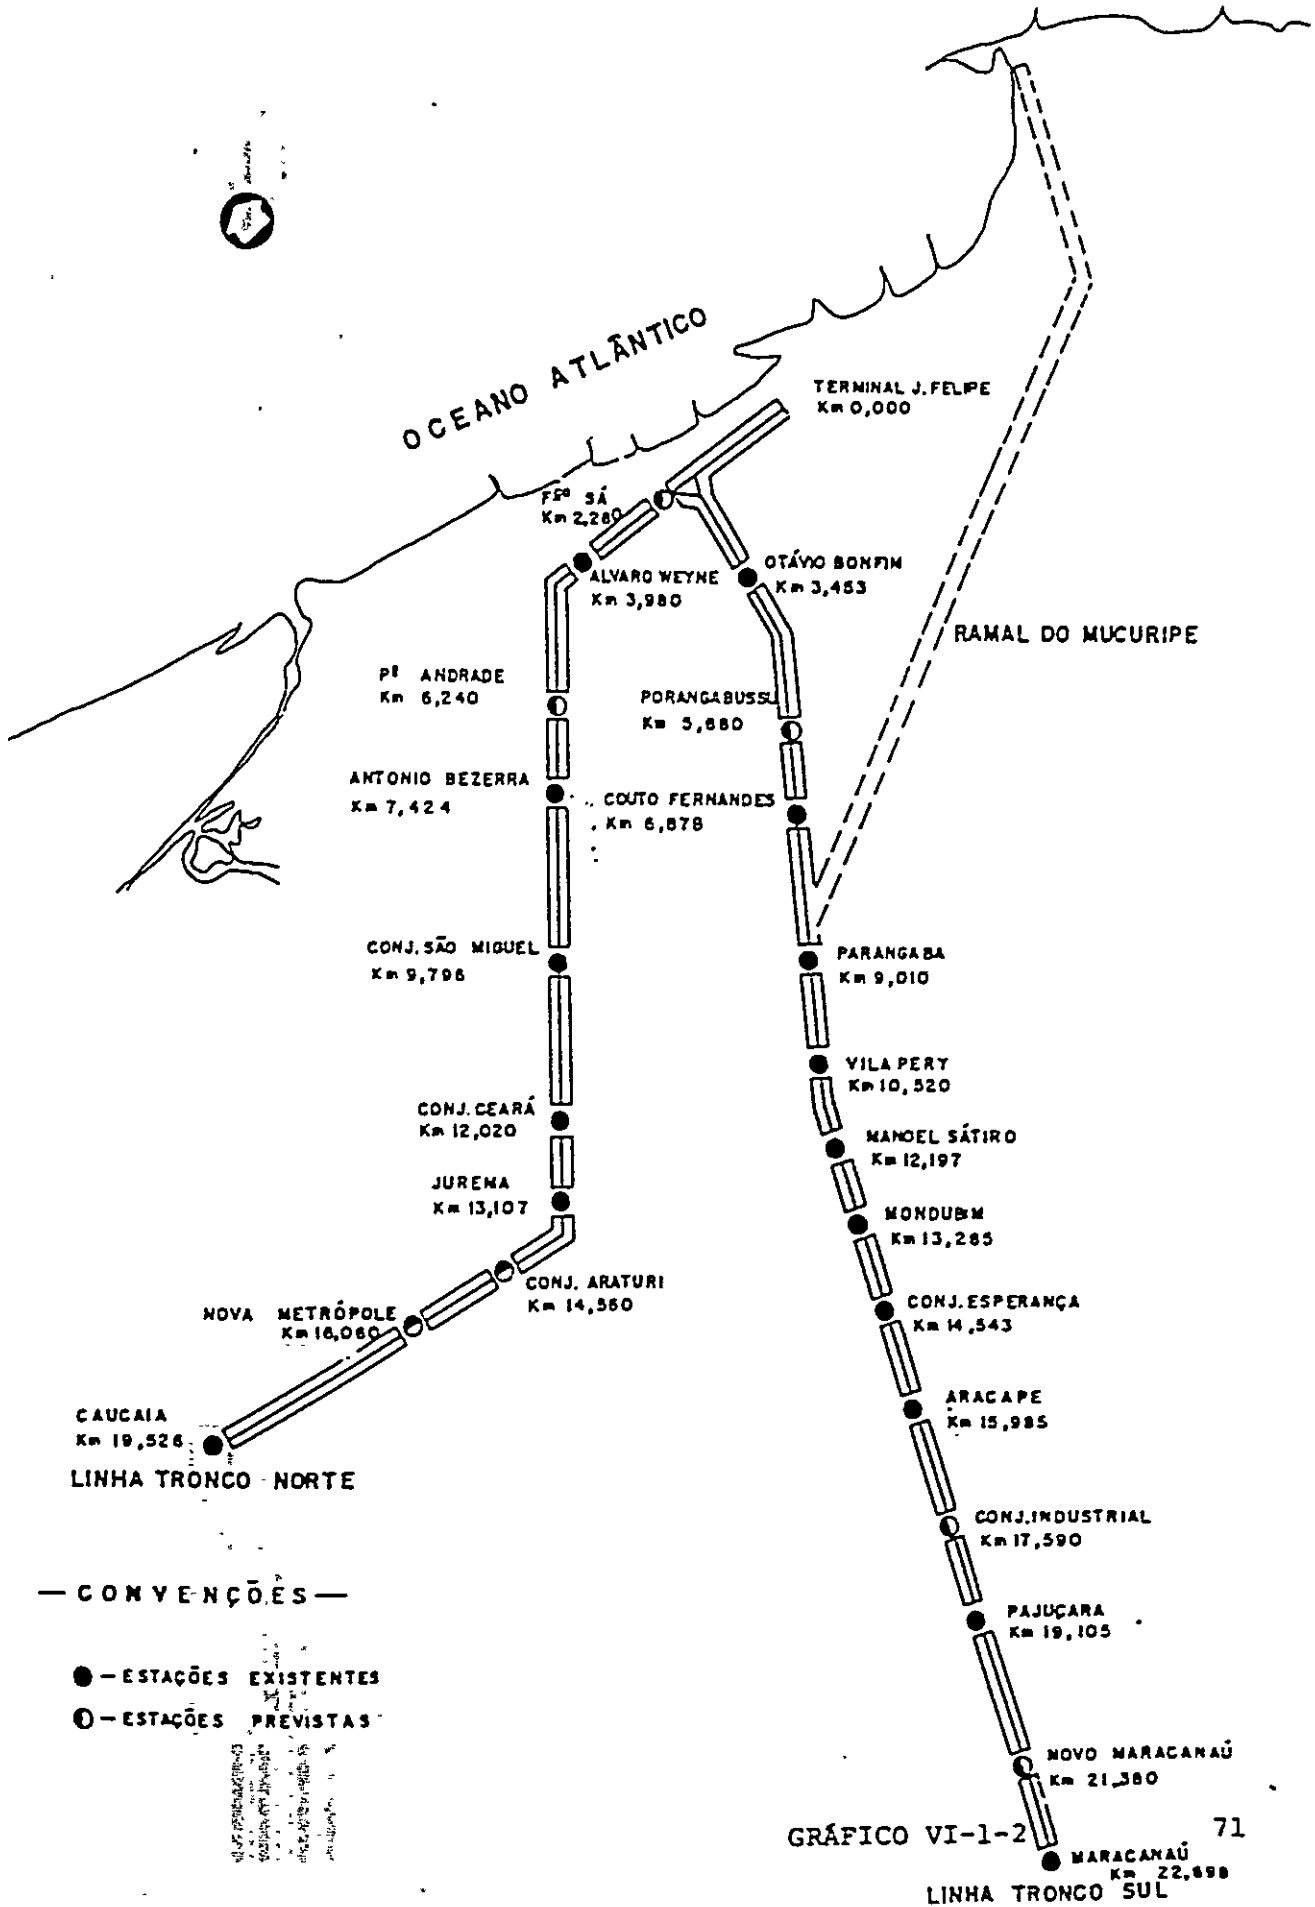 OCEANO ATLÂNTICO
TERMINAL J. FELIPE
Km 0,000
Fco SÁ
Km 2,280
ALVARO WEYNE
Km 3,980
OTÁVIO BONFIM
Km 3,453
RAMAL DO MUCURIPE
Pe ANDRADE
Km 6,240
PORANGABUSSU
Km 5,680
ANTONIO BEZERRA
Km 7,424
COUTO FERNANDES
Km 6,878
CONJ. SÃO MIGUEL
Km 9,796
PARANGABA
Km 9,010
VILA PERY
Km 10,520
CONJ. CEARÁ
Km 12,020
MANOEL SÁTIRO
Km 12,197
JUREMA
Km 13,107
MONDUBIM
Km 13,285
CONJ. ARATURI
Km 14,560
NOVA METRÓPOLE
Km 16,060
CONJ. ESPERANÇA
Km 14,543
ARACAPE
Km 15,985
CAUCAIA
Km 19,526
LINHA TRONCO NORTE
CONJ. INDUSTRIAL
Km 17,590
— CONVENÇÕES —
PAJUÇARA
Km 19,105
— ESTAÇÕES EXISTENTES
— ESTAÇÕES PREVISTAS
NOVO MARACANAÚ
Km 21,380
GRÁFICO VI-1-2
71
MARACANAÚ
Km 22,698
LINHA TRONCO SUL